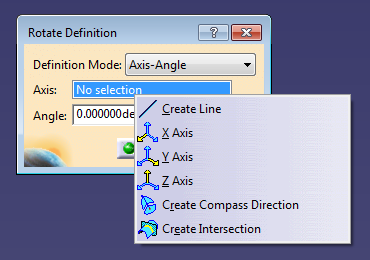 Rotate Definition
?
Definition Mode: Axis-Angle
Axis: No selection
Angle: 0.000000de
Create Line
X Axis
Y Axis
Z Axis
Create Compass Direction
Create Intersection